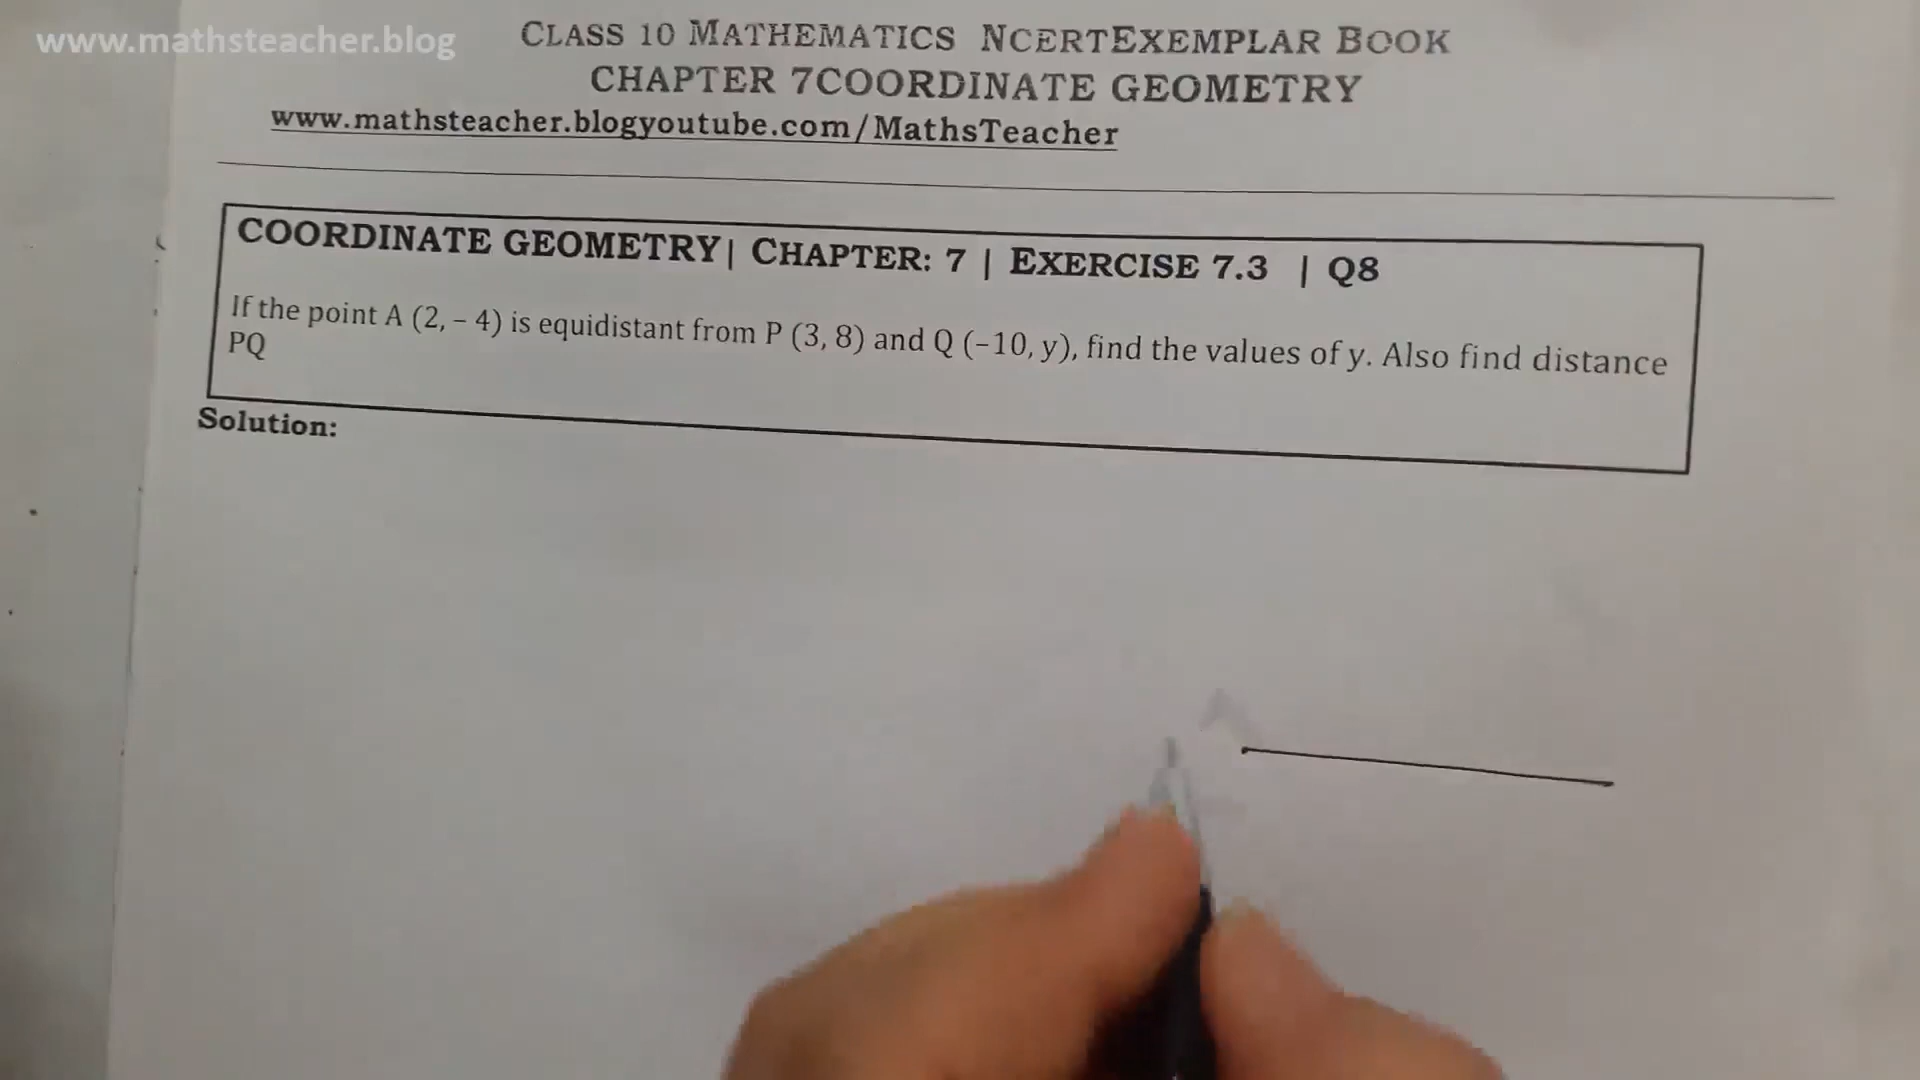 www.mathsteacher.blog
CLASS 10 MATHEMATICS NCERTEXEMPLAR BOOK
CHAPTER 7COORDINATE GEOMETRY
www.mathsteacher.blogyoutube.com/MathsTeacher
COORDINATE GEOMETRY| CHAPTER: 7 | EXERCISE 7.3 | Q8
If the point A (2, – 4) is equidistant from P (3, 8) and Q (–10, y), find the values of y. Also find distance
PQ
Solution: